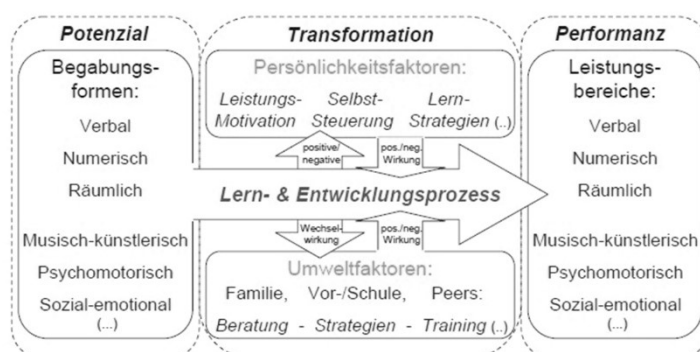 Potenzial
Begabungs-
formen:
Verbal
Numerisch
Räumlich
Musisch-künstlerisch
Psychomotorisch
Sozial-emotional
(...)
Transformation
Persönlichkeitsfaktoren:
Leistungs- Selbst- Lern-
Motivation Steuerung Strategien (..)
positive/
negative
pos./neg.
Wirkung
Lern- & Entwicklungsprozess
Wechsel-
wirkung
pos./neg.
Wirkung
Umweltfaktoren:
Familie, Vor-/Schule, Peers:
Beratung - Strategien - Training (..)
Performanz
Leistungs-
bereiche:
Verbal
Numerisch
Räumlich
Musisch-künstlerisch
Psychomotorisch
Sozial-emotional
(...)